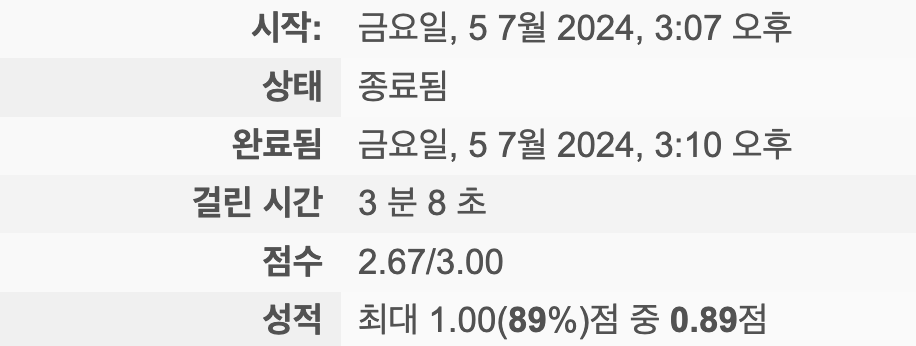 시작: 금요일, 5 7월 2024, 3:07 오후
상태 종료됨
완료됨 금요일, 5 7월 2024, 3:10 오후
걸린 시간 3 분 8 초
점수 2.67/3.00
성적 최대 1.00(89%)점 중 0.89점